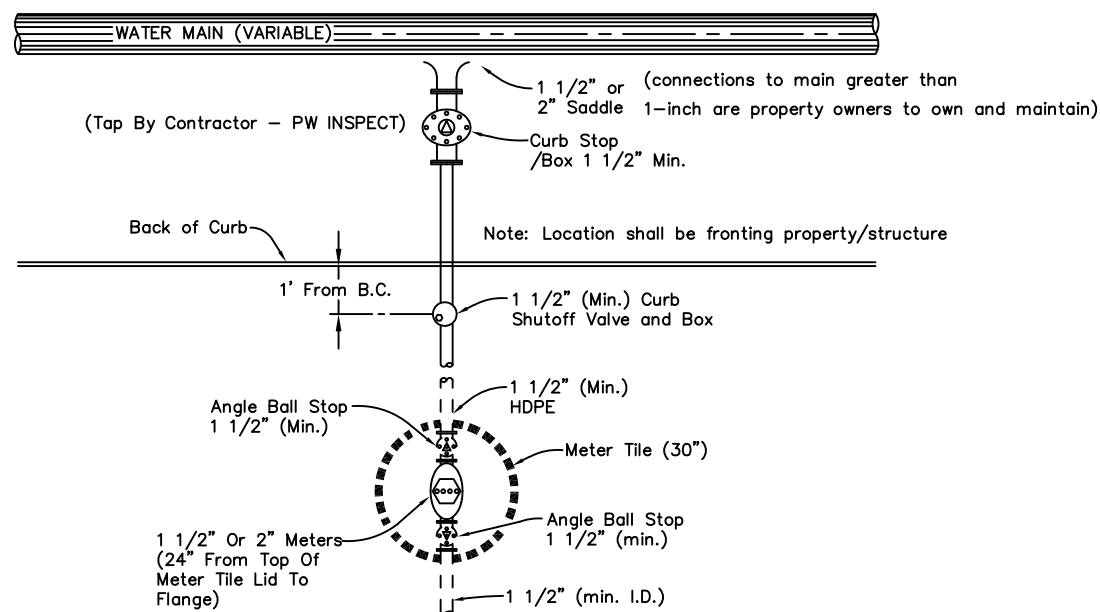 WATER MAIN (VARIABLE)
1 1/2" or
2" Saddle
(connections to main greater than
1-inch are property owners to own and maintain)
(Tap By Contractor – PW INSPECT)
Curb Stop
/Box 1 1/2" Min.
Back of Curb
Note: Location shall be fronting property/structure
1' From B.C.
1 1/2" (Min.) Curb
Shutoff Valve and Box
1 1/2" (Min.)
HDPE
Angle Ball Stop
1 1/2" (Min.)
Meter Tile (30")
Angle Ball Stop
1 1/2" (min.)
1 1/2" Or 2" Meters
(24" From Top Of
Meter Tile Lid To
Flange)
1 1/2" (min. I.D.)